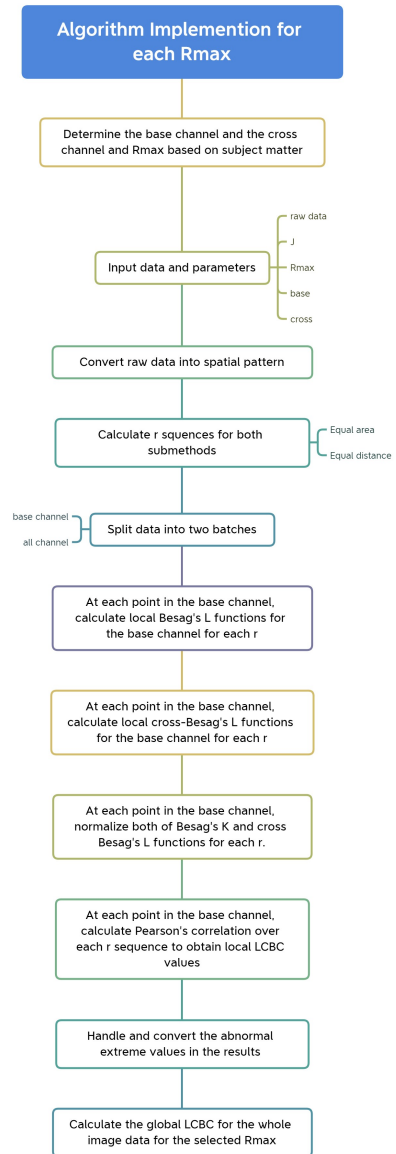 Algorithm Implemention for
each Rmax
Determine the base channel and the cross
channel and Rmax based on subject matter
raw data
J
Input data and parameters
Rmax
base
cross
Convert raw data into spatial pattern
Calculate r squences for both
submethods
Equal area
Equal distance
base channel
all channel
Split data into two batches
At each point in the base channel,
calculate local Besag's L functions for
the base channel for each r
At each point in the base channel,
calculate local cross-Besag's L functions
for the base channel for each r
At each point in the base channel,
normalize both of Besag's K and cross
Besag's L functions for each r.
At each point in the base channel,
calculate Pearson's correlation over
each r sequence to obtain local LCBC
values
Handle and convert the abnormal
extreme values in the results
Calculate the global LCBC for the whole
image data for the selected Rmax